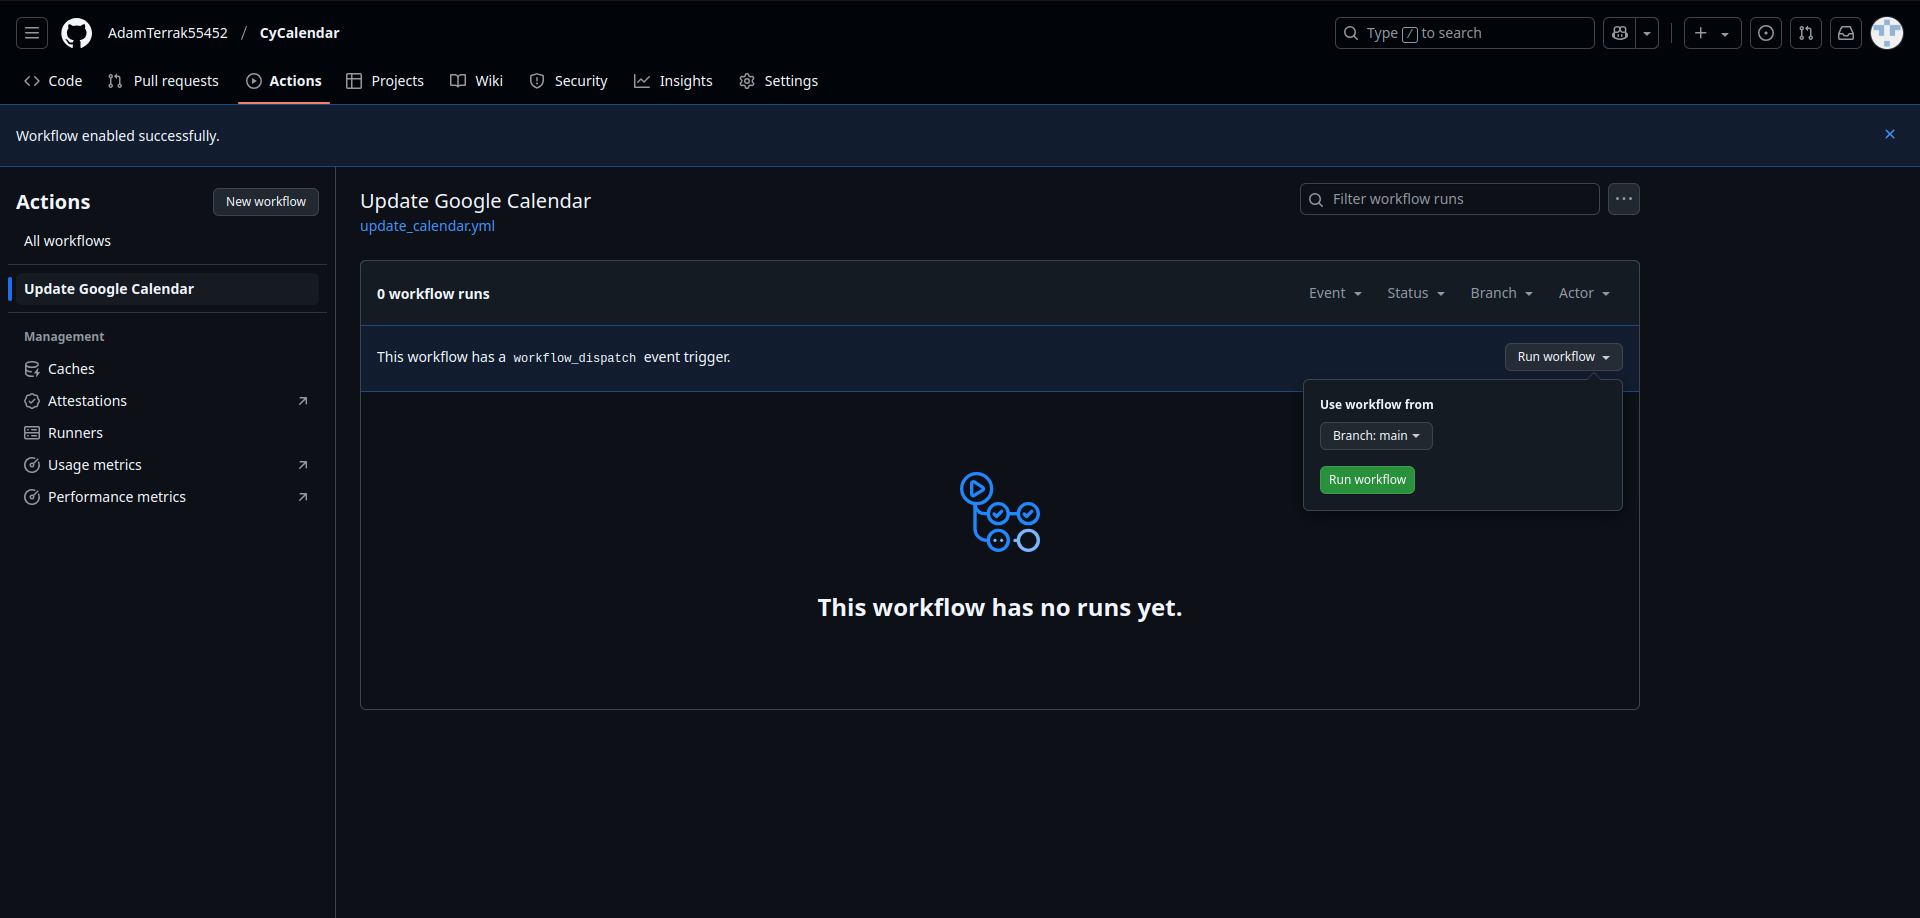 AdamTerrak55452 / CyCalendar
Type / to search
Code
Pull requests
Actions
Projects
Wiki
Security
Insights
Settings
Workflow enabled successfully.
Actions
New workflow
All workflows
Update Google Calendar
Management
Caches
Attestations
Runners
Usage metrics
Performance metrics
Update Google Calendar
update_calendar.yml
Filter workflow runs
0 workflow runs
Event
Status
Branch
Actor
This workflow has a workflow_dispatch event trigger.
Run workflow
Use workflow from
Branch: main
Run workflow
This workflow has no runs yet.